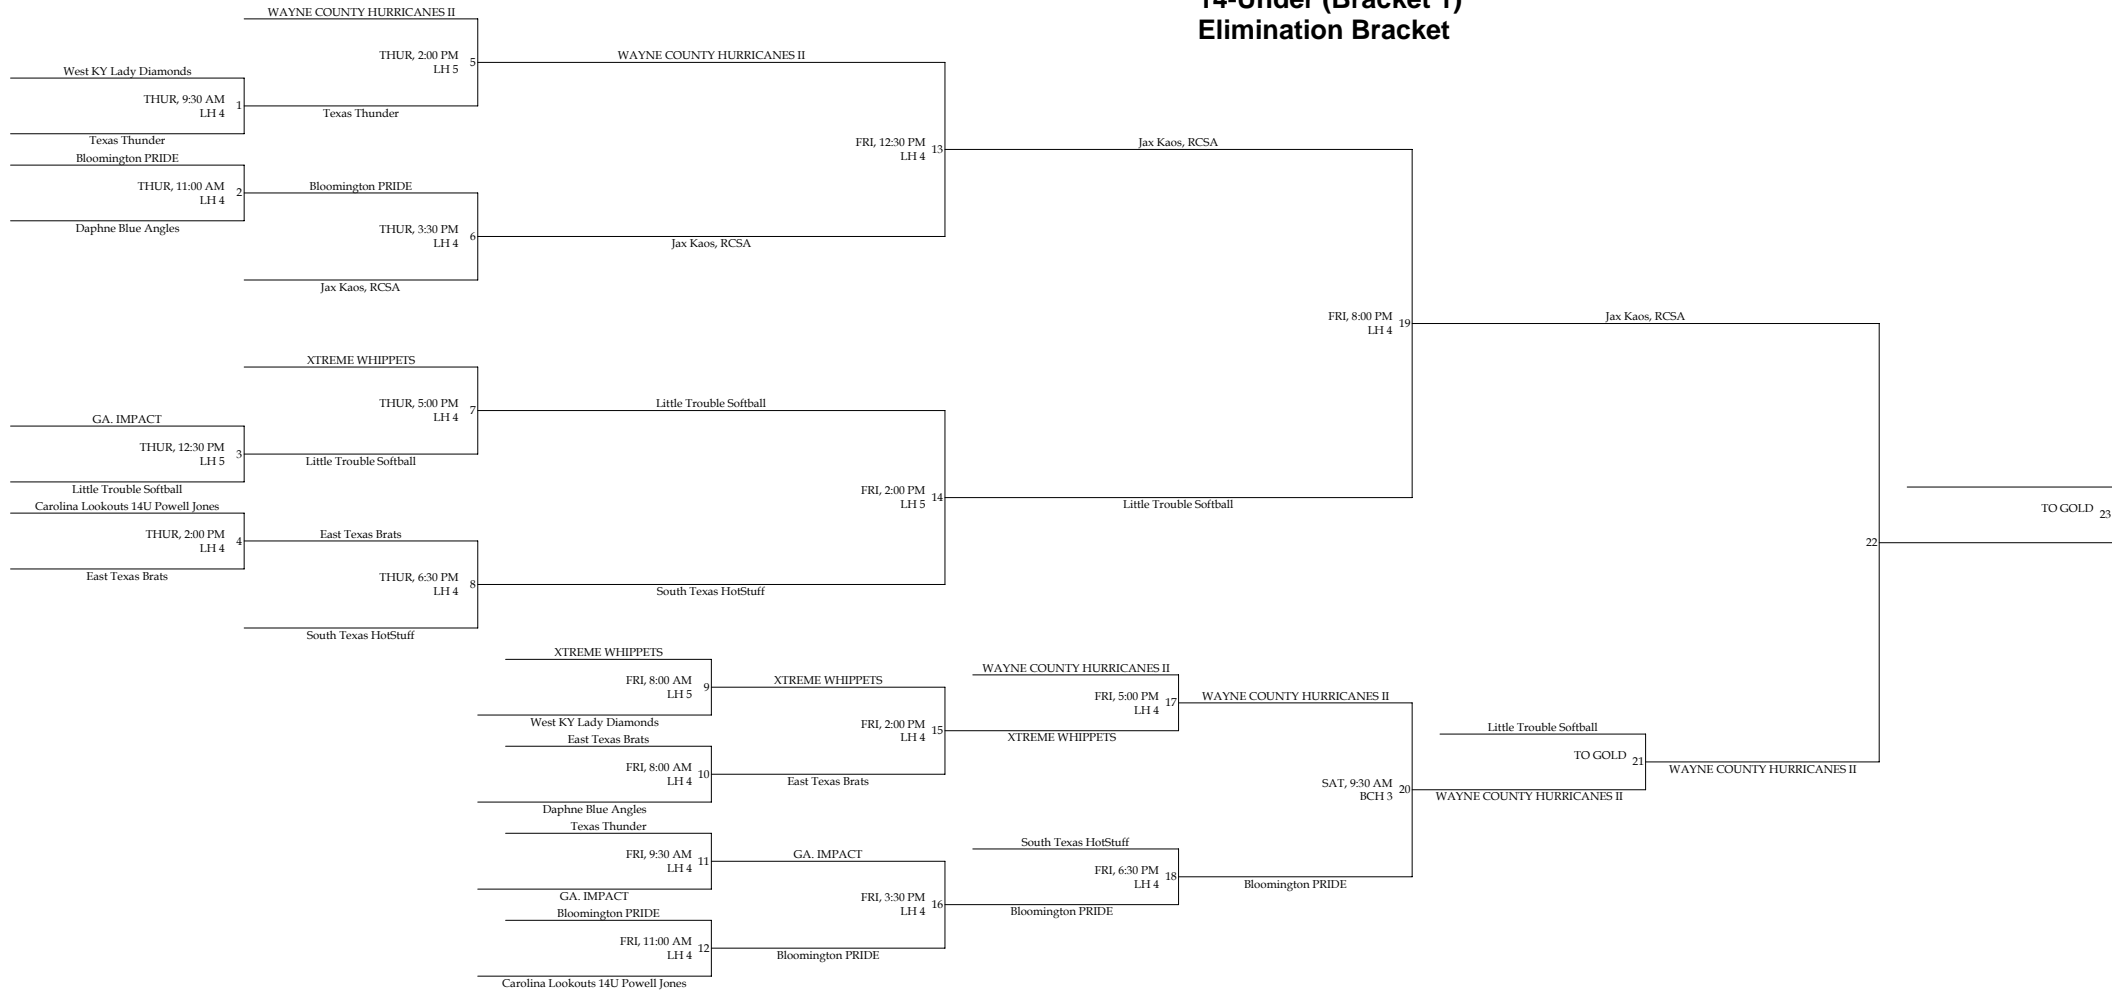 14-Under (Bracket 1)
Elimination Bracket
WAYNE COUNTY HURRICANES II
THUR, 2:00 PM
LH 5
5
WAYNE COUNTY HURRICANES II
West KY Lady Diamonds
THUR, 9:30 AM
LH 4
1
Texas Thunder
Texas Thunder
Bloomington PRIDE
THUR, 11:00 AM
LH 4
2
Bloomington PRIDE
Daphne Blue Angles
THUR, 3:30 PM
LH 4
6
Jax Kaos, RCSA
Jax Kaos, RCSA
FRI, 12:30 PM
LH 4
13
Jax Kaos, RCSA
FRI, 8:00 PM
LH 4
19
Jax Kaos, RCSA
XTREME WHIPPETS
THUR, 5:00 PM
LH 4
7
Little Trouble Softball
GA. IMPACT
THUR, 12:30 PM
LH 5
3
Little Trouble Softball
Little Trouble Softball
Carolina Lookouts 14U Powell Jones
THUR, 2:00 PM
LH 4
4
East Texas Brats
East Texas Brats
THUR, 6:30 PM
LH 4
8
South Texas HotStuff
South Texas HotStuff
FRI, 2:00 PM
LH 5
14
Little Trouble Softball
22
TO GOLD
23
XTREME WHIPPETS
FRI, 8:00 AM
LH 5
9
XTREME WHIPPETS
West KY Lady Diamonds
East Texas Brats
FRI, 8:00 AM
LH 4
10
East Texas Brats
Daphne Blue Angles
FRI, 2:00 PM
LH 4
15
XTREME WHIPPETS
WAYNE COUNTY HURRICANES II
FRI, 5:00 PM
LH 4
17
WAYNE COUNTY HURRICANES II
Texas Thunder
FRI, 9:30 AM
LH 4
11
GA. IMPACT
GA. IMPACT
Bloomington PRIDE
FRI, 11:00 AM
LH 4
12
Bloomington PRIDE
Carolina Lookouts 14U Powell Jones
FRI, 3:30 PM
LH 4
16
Bloomington PRIDE
South Texas HotStuff
FRI, 6:30 PM
LH 4
18
Bloomington PRIDE
SAT, 9:30 AM
BCH 3
20
WAYNE COUNTY HURRICANES II
Little Trouble Softball
TO GOLD
21
WAYNE COUNTY HURRICANES II